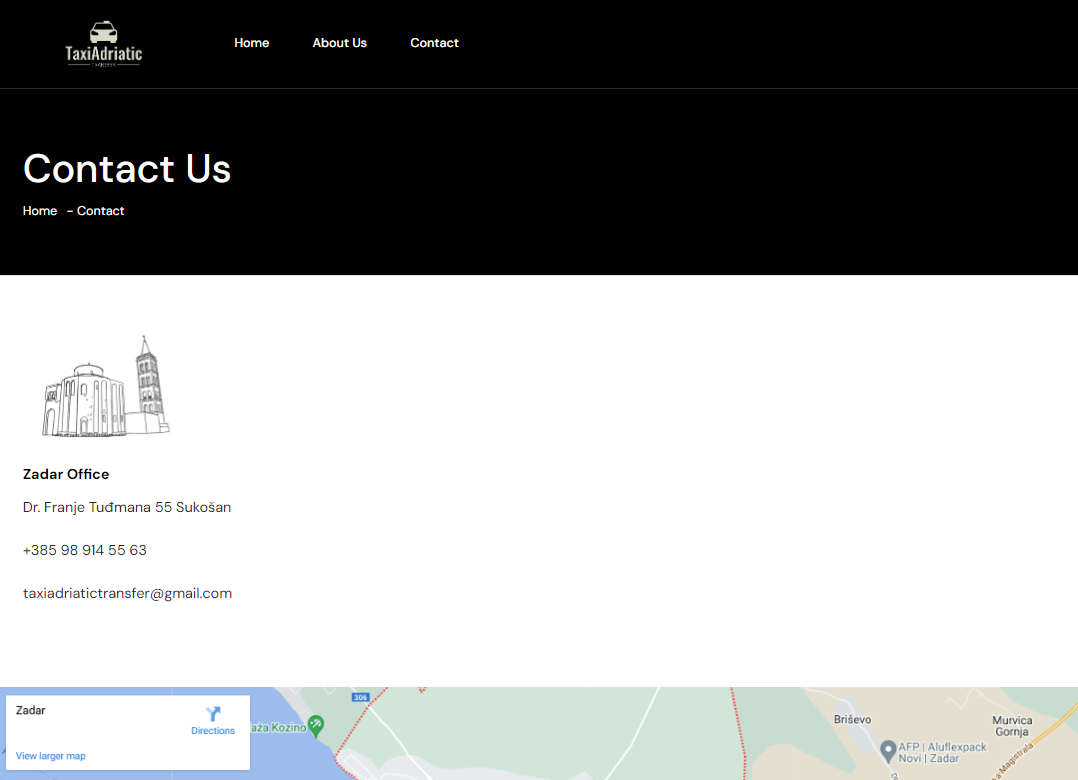 TaxiAdriatic
TRANSFER
Home
About Us
Contact
Contact Us
Home - Contact
Zadar Office
Dr. Franje Tuđmana 55 Sukošan
+385 98 914 55 63
taxiadriatictransfer@gmail.com
Zadar
Directions
View larger map
aža Kozino
306
Briševo
Murvica
Gornja
AFP | Aluflexpack
Novi | Zadar
a Magistrala